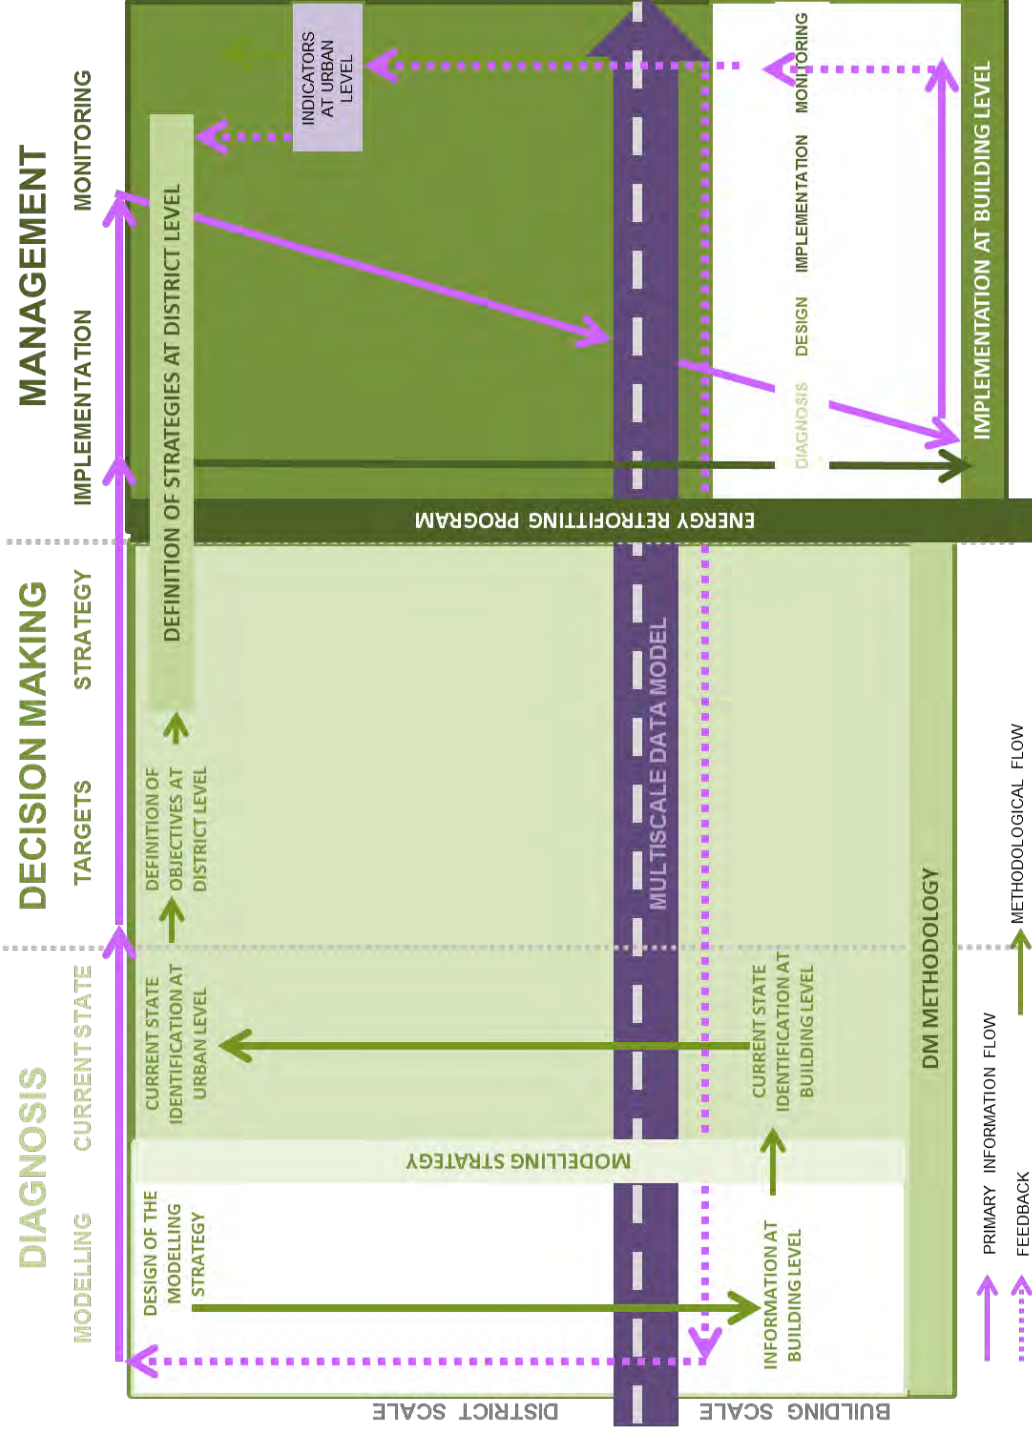 DIAGNOSIS
DECISION MAKING
MANAGEMENT
MODELLING
CURRENT STATE
TARGETS
STRATEGY
IMPLEMENTATION
MONITORING
DISTRICT SCALE
BUILDING SCALE
DESIGN OF THE
MODELLING
STRATEGY
INFORMATION AT
BUILDING LEVEL
MODELLING STRATEGY
CURRENT STATE
IDENTIFICATION AT
URBAN LEVEL
CURRENT STATE
IDENTIFICATION AT
BUILDING LEVEL
DEFINITION OF
OBJECTIVES AT
DISTRICT LEVEL
DEFINITION OF STRATEGIES AT DISTRICT LEVEL
MULTISCALE DATA MODEL
ENERGY RETROFITTING PROGRAM
INDICATORS
AT URBAN
LEVEL
DIAGNOSIS
DESIGN
IMPLEMENTATION
MONITORING
IMPLEMENTATION AT BUILDING LEVEL
DM METHODOLOGY
PRIMARY INFORMATION FLOW
FEEDBACK
METHODOLOGICAL FLOW